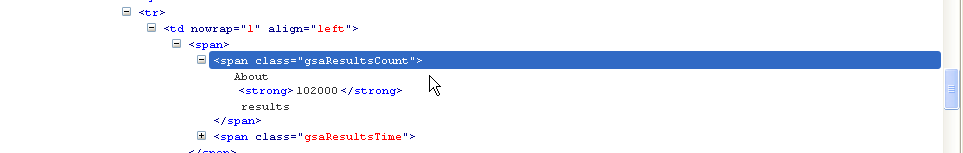 <tr>
<td nowrap="1" align="left">
<span>
<span class="gsaResultsCount">
About
<strong>102000</strong>
results
</span>
<span class="gsaResultsTime">
</span>